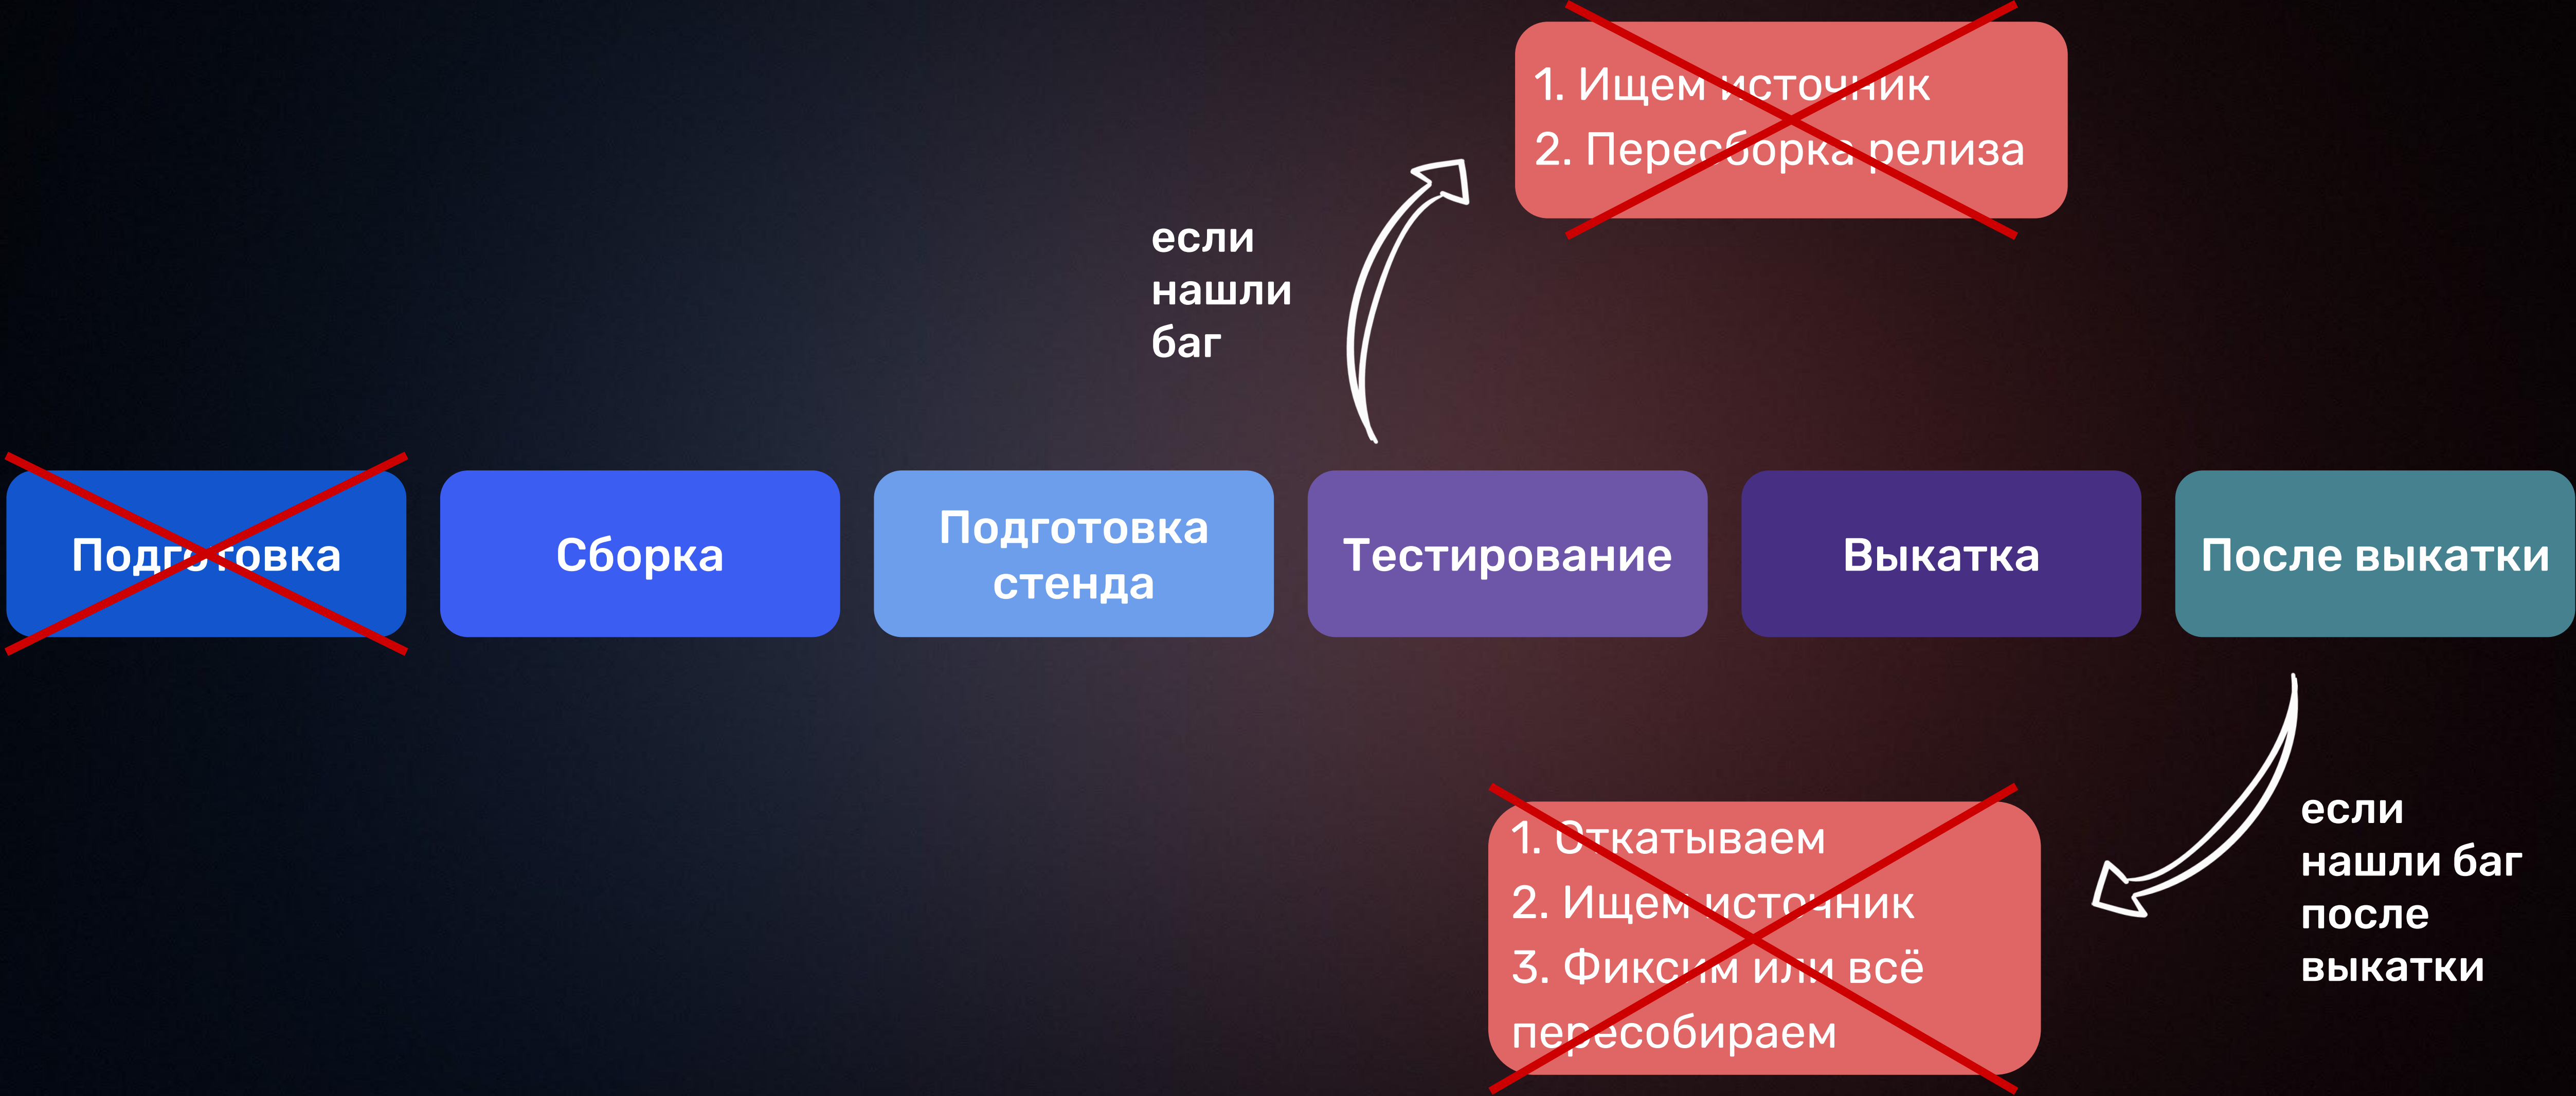 1. Ищем источник
2. Пересборка релиза
если
нашли
баг
Подготовка
Сборка
Подготовка
стенда
Тестирование
Выкатка
После выкатки
1. Откатываем
2. Ищем источник
3. Фиксим или всё
пересобираем
если
нашли баг
после
выкатки